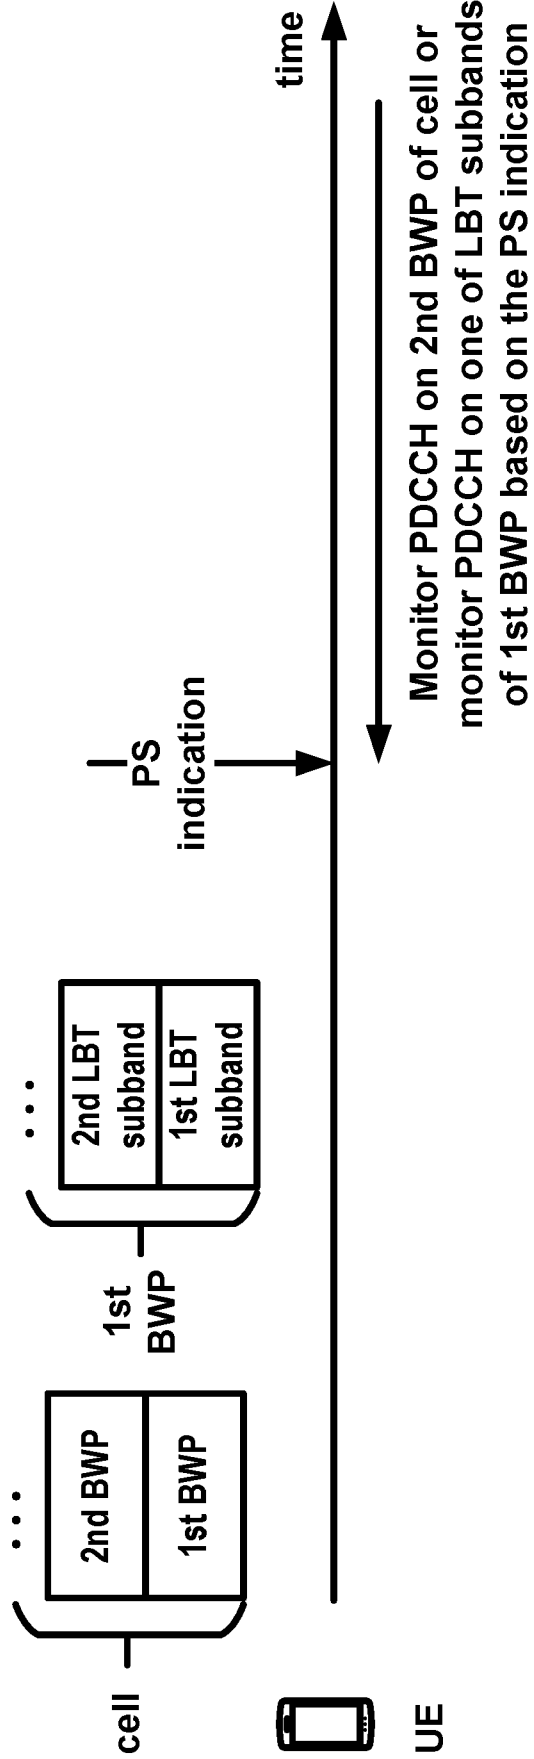 cell
2nd BWP
1st BWP
1st
BWP
2nd LBT
subband
1st LBT
subband
PS
indication
time
UE
Monitor PDCCH on 2nd BWP of cell or
monitor PDCCH on one of LBT subbands
of 1st BWP based on the PS indication